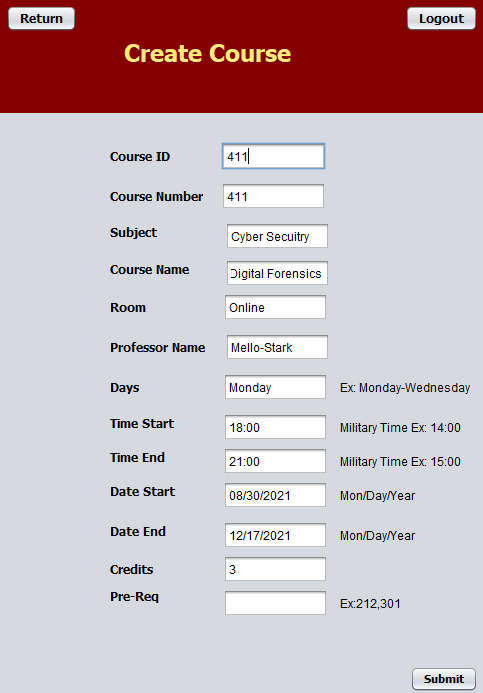 Return
Logout
Create Course
Course ID 411
Course Number 411
Subject Cyber Secuitry
Course Name Digital Forensics
Room Online
Professor Name Mello-Stark
Days Monday Ex: Monday-Wednesday
Time Start 18:00 Military Time Ex: 14:00
Time End 21:00 Military Time Ex: 15:00
Date Start 08/30/2021 Mon/Day/Year
Date End 12/17/2021 Mon/Day/Year
Credits 3
Pre-Req Ex:212,301
Submit